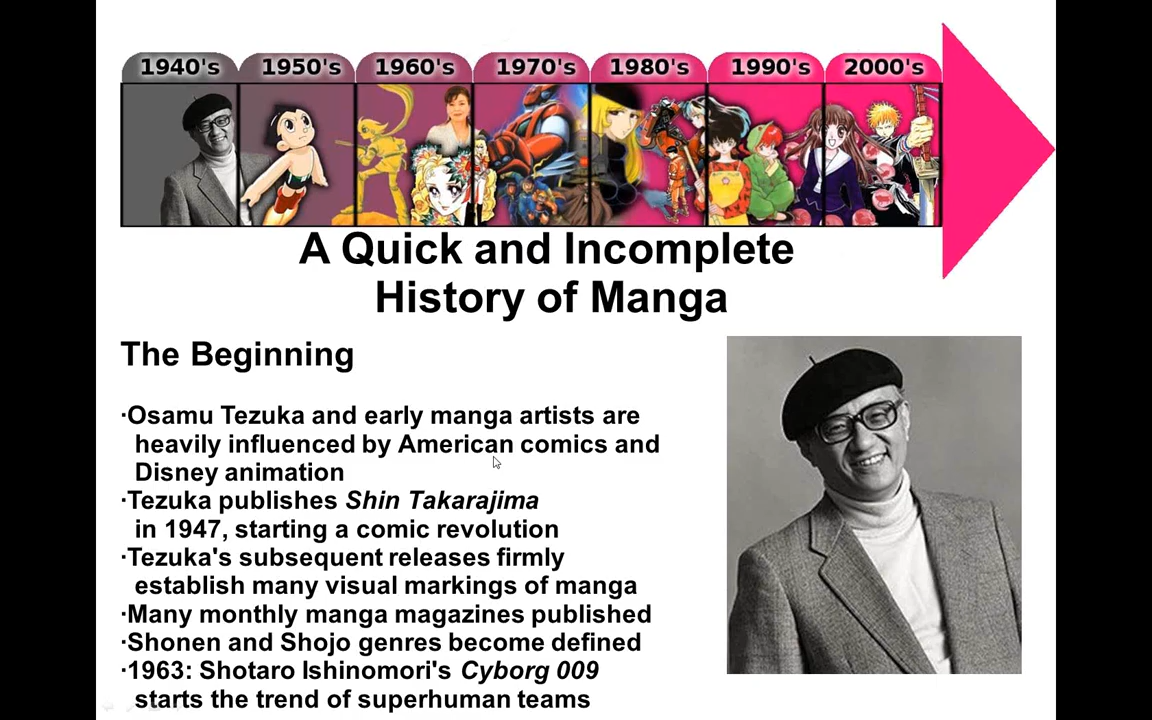 1940's 1950's 1960's 1970's 1980's 1990's 2000's
A Quick and Incomplete
History of Manga
The Beginning
·Osamu Tezuka and early manga artists are
heavily influenced by American comics and
Disney animation
·Tezuka publishes Shin Takarajima
in 1947, starting a comic revolution
·Tezuka's subsequent releases firmly
establish many visual markings of manga
·Many monthly manga magazines published
·Shonen and Shojo genres become defined
·1963: Shotaro Ishinomori's Cyborg 009
starts the trend of superhuman teams